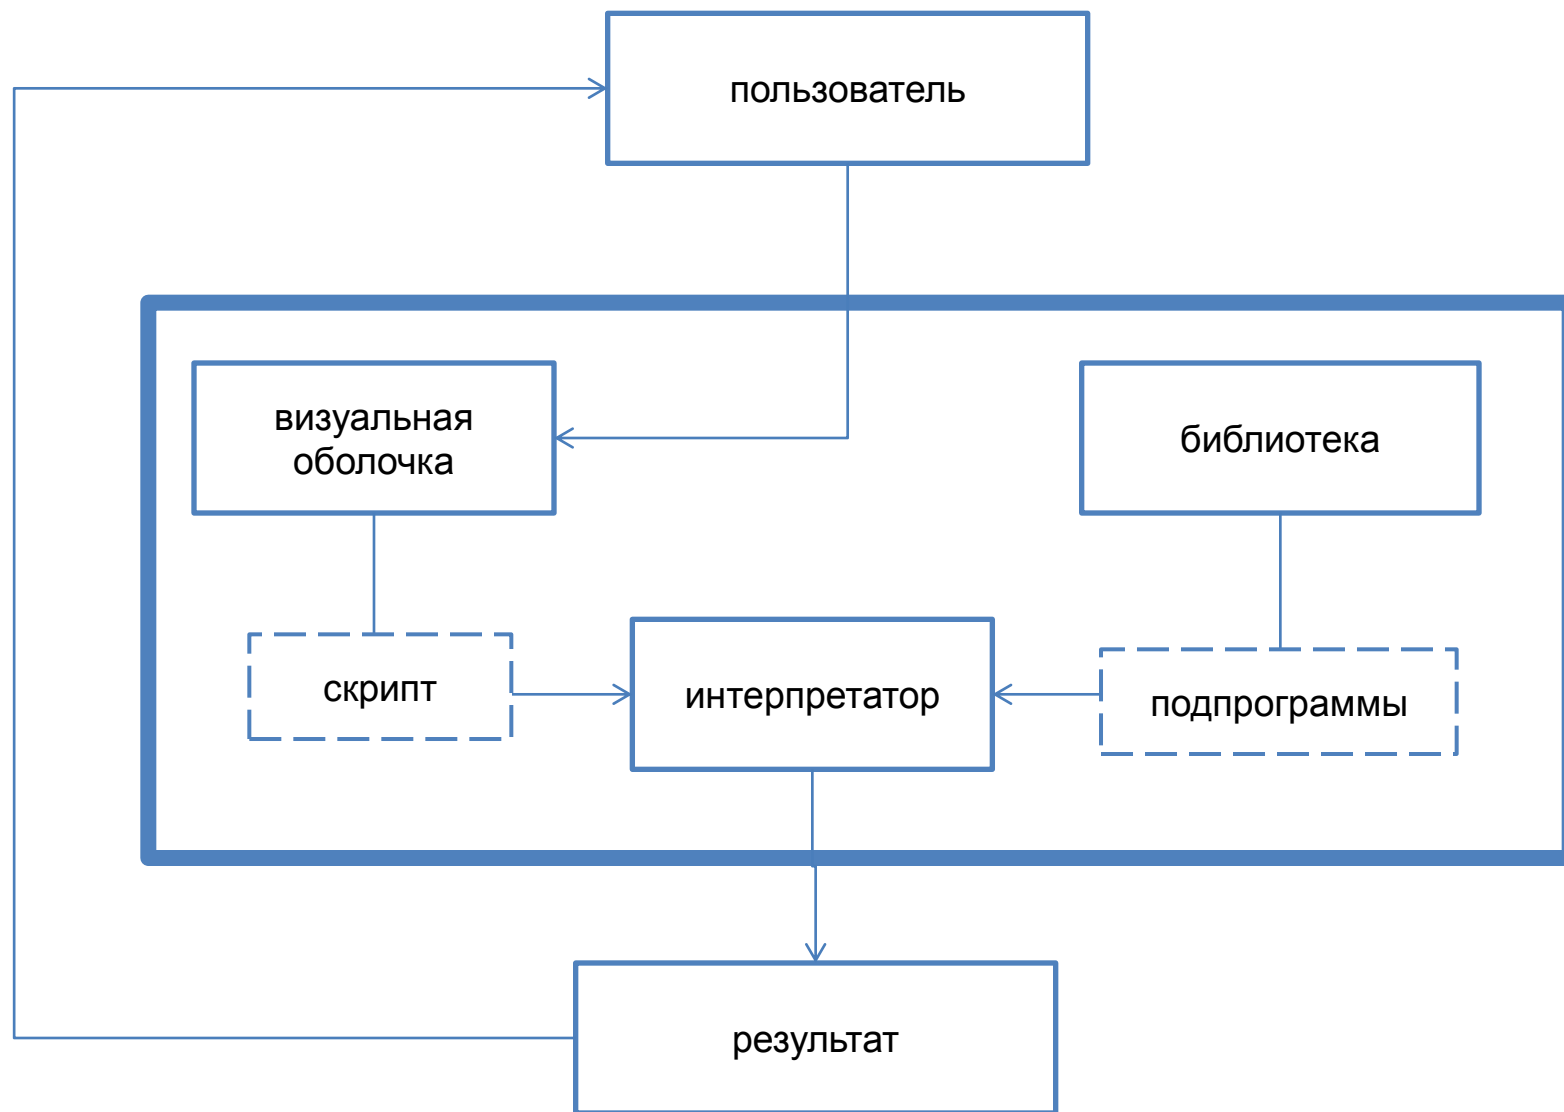 пользователь
визуальная
оболочка
библиотека
скрипт
интерпретатор
подпрограммы
результат